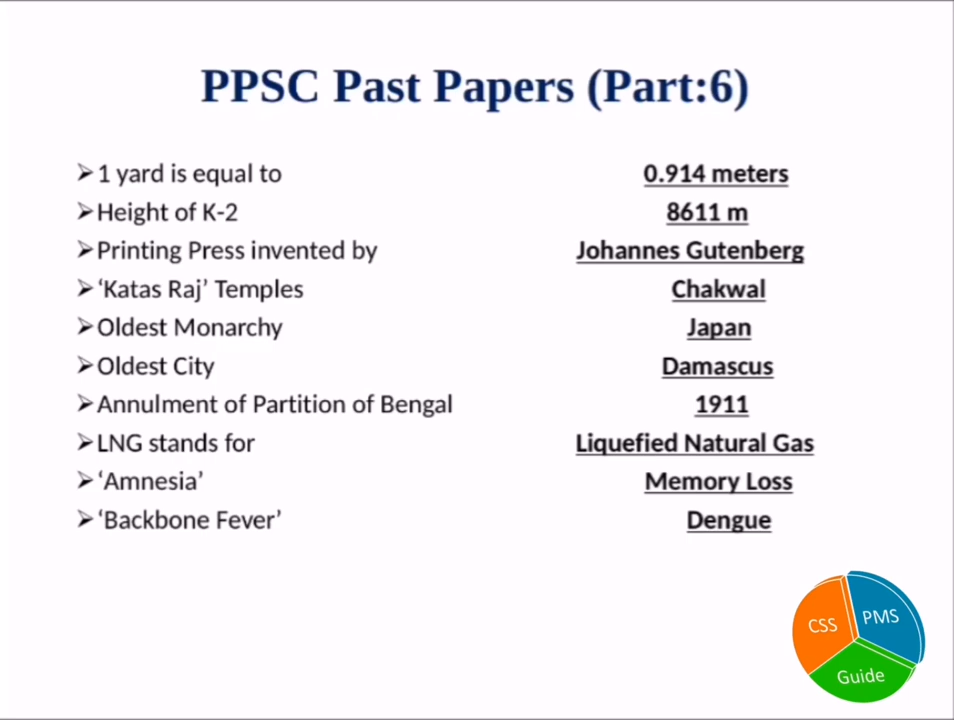 PPSC Past Papers (Part:6)
➢1 yard is equal to 0.914 meters
➢Height of K-2 8611 m
➢Printing Press invented by Johannes Gutenberg
➢‘Katas Raj’ Temples Chakwal
➢Oldest Monarchy Japan
➢Oldest City Damascus
➢Annulment of Partition of Bengal 1911
➢LNG stands for Liquefied Natural Gas
➢‘Amnesia’ Memory Loss
➢‘Backbone Fever’ Dengue
CSS PMS
Guide